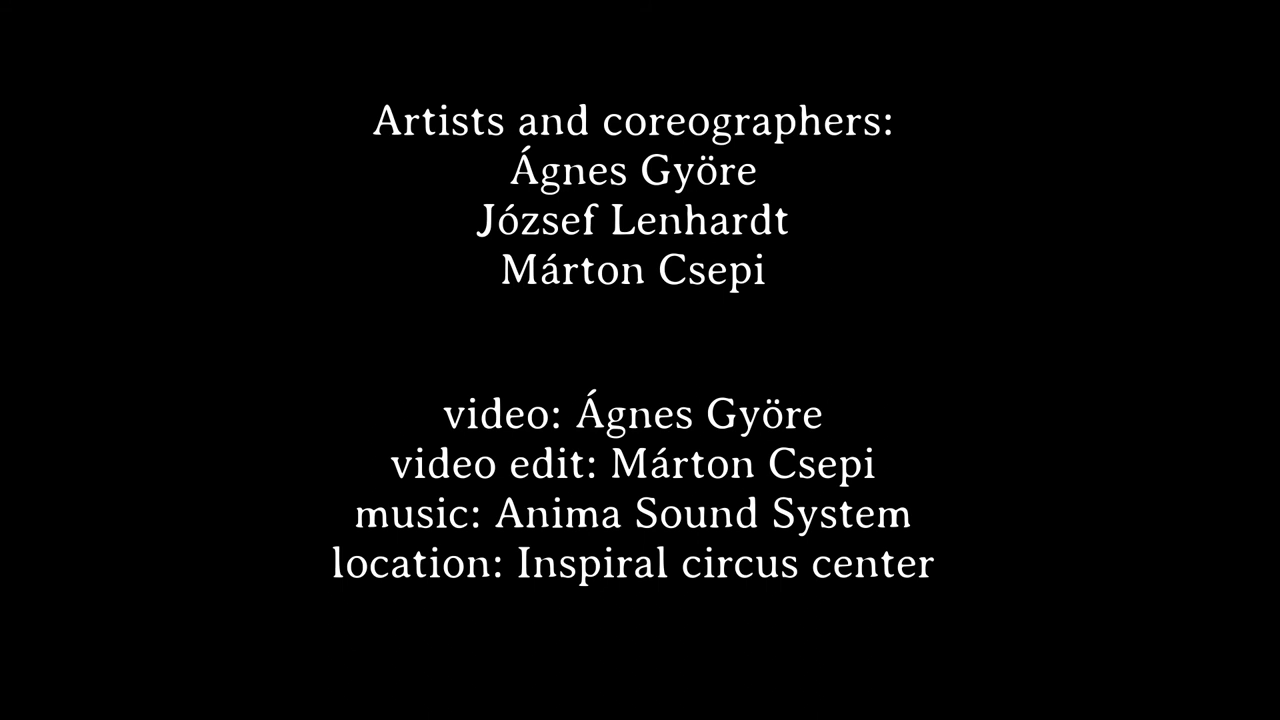 Artists and coreographers:
Ágnes Györe
József Lenhardt
Márton Csepi
video: Ágnes Györe
video edit: Márton Csepi
music: Anima Sound System
location: Inspiral circus center